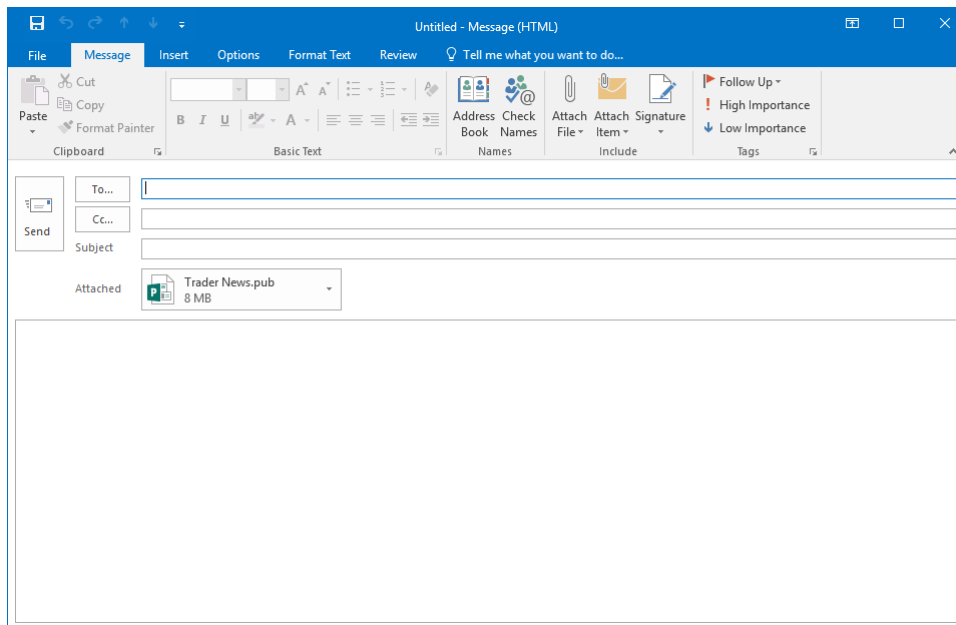 Untitled - Message (HTML)
File Message Insert Options Format Text Review Tell me what you want to do...
Paste
Cut
Copy
Format Painter
Clipboard
B I U
A
Basic Text
Address Book
Check Names
Names
Attach File
Attach Item
Signature
Include
Follow Up
High Importance
Low Importance
Tags
Send
To...
Cc...
Subject
Attached
Trader News.pub
8 MB